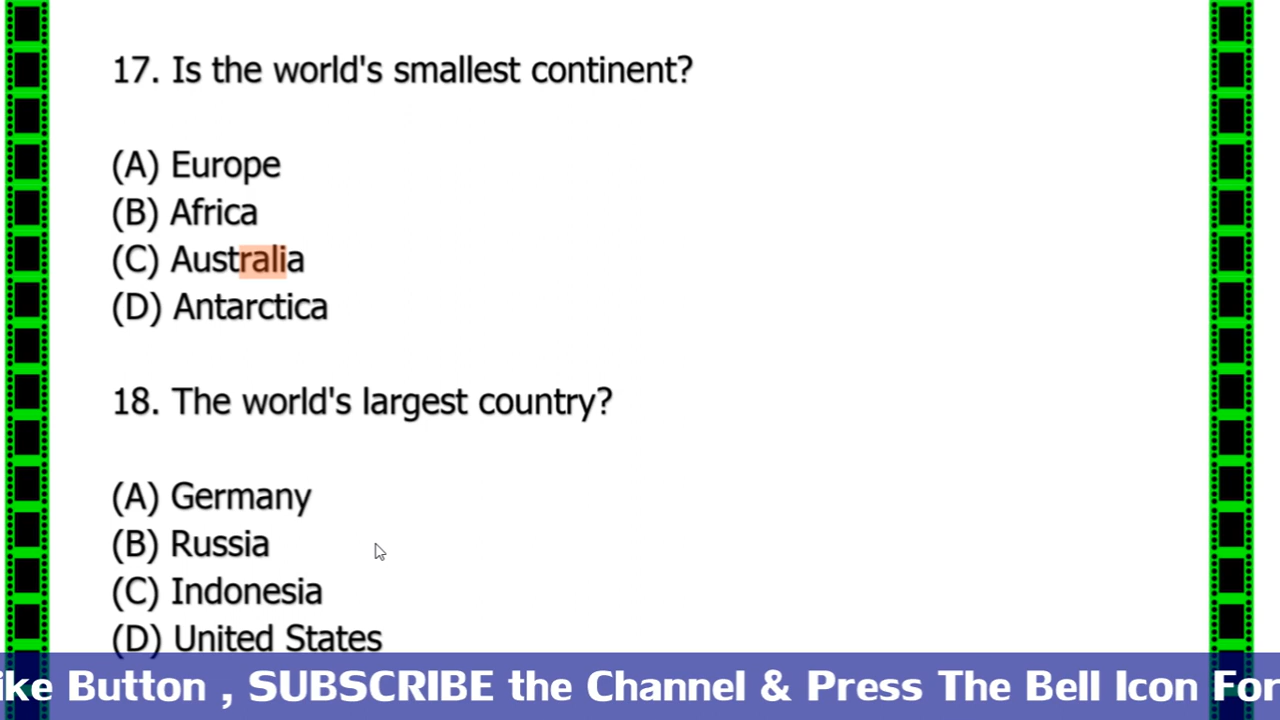 17. Is the world's smallest continent?
(A) Europe
(B) Africa
(C) Australia
(D) Antarctica
18. The world's largest country?
(A) Germany
(B) Russia
(C) Indonesia
(D) United States
ike Button , SUBSCRIBE the Channel & Press The Bell Icon For